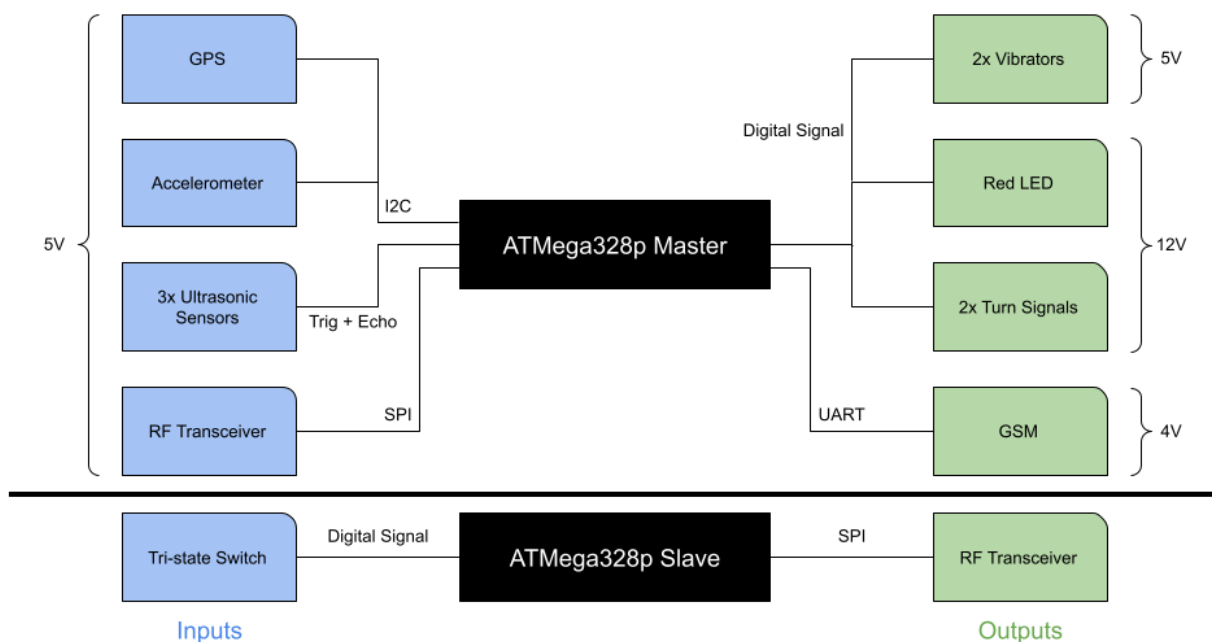 GPS
2x Vibrators
5V
Digital Signal
Accelerometer
Red LED
I2C
ATMega328p Master
5V
12V
3x Ultrasonic
Sensors
Trig + Echo
2x Turn Signals
RF Transceiver
SPI
UART
GSM
4V
Tri-state Switch
Digital Signal
ATMega328p Slave
SPI
RF Transceiver
Inputs
Outputs